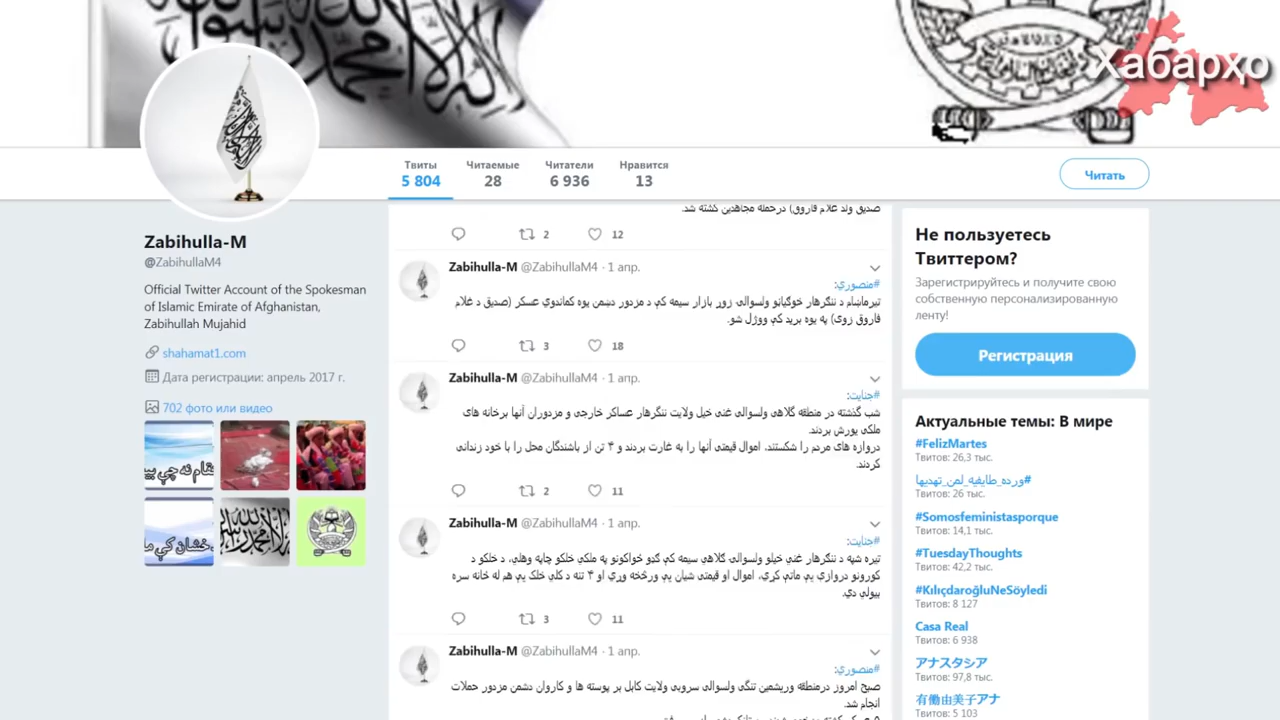 Хабарҳо
Твиты
5 804
Читаемые
28
Читатели
6 936
Нравится
13
Читать
Zabihulla-M
@ZabihullaM4
Official Twitter Account of the Spokesman
of Islamic Emirate of Afghanistan,
Zabihullah Mujahid
shahamat1.com
Дата регистрации: апрель 2017 г.
702 фото или видео
صدیق ولد غلام فاروق) درحمله مجاهدین کشته شد.
2 12
Zabihulla-M @ZabihullaM4 · 1 апр.
#منصوري:
تیرماښام د ننګرهار خوګیاڼو ولسوالۍ زوړ بازار سیمه کې د مزدور دښمن یوه کماندوي عسکر (صدیق د غلام
فاروق زوی) په یوه برید کې ووژل شو.
3 18
Zabihulla-M @ZabihullaM4 · 1 апр.
#جنایت:
شب گذشته در منطقه گلاهی ولسوالی غنی خیل ولایت ننگرهار عساکر خارجی و مزدوران آنها برخانه های
ملکی یورش بردند.
دروازه های مردم را شکستند، اموال قیمتی آنها را به غارت بردند و ۴ تن از باشندگان محل را با خود زندانی
کردند.
2 11
Zabihulla-M @ZabihullaM4 · 1 апр.
#جنایت:
تیره شپه د ننګرهار غني خیلو ولسوالۍ ګلاهي سیمه کې ګډو ځواکونو په ملکي خلکو چاپه وهلې، د خلکو د
کورونو دروازې یې ماتې کړي، اموال او قیمتي شیان یې ورڅخه وړي او ۴ تنه د کلي خلک یې هم له ځانه سره
بیولي دي.
3 11
Zabihulla-M @ZabihullaM4 · 1 апр.
#منصوري:
صبح امروز درمنطقه وریشمین تنگی ولسوالی سروبی ولایت کابل بر پوسته ها و کاروان دشمن مزدور حملات
انجام شد.
Не пользуетесь
Твиттером?
Зарегистрируйтесь и получите свою
собственную персонализированную
ленту!
Регистрация
Актуальные темы: В мире
#FelizMartes
Твитов: 26,3 тыс.
#ورده_طايفيه_لمن_تهديها
Твитов: 26 тыс.
#Somosfeministasporque
Твитов: 14,1 тыс.
#TuesdayThoughts
Твитов: 42,2 тыс.
#KılıçdaroğluNeSöyledi
Твитов: 8 127
Casa Real
Твитов: 6 938
アナスタシア
Твитов: 97,8 тыс.
有働由美子アナ
Твитов: 5 103